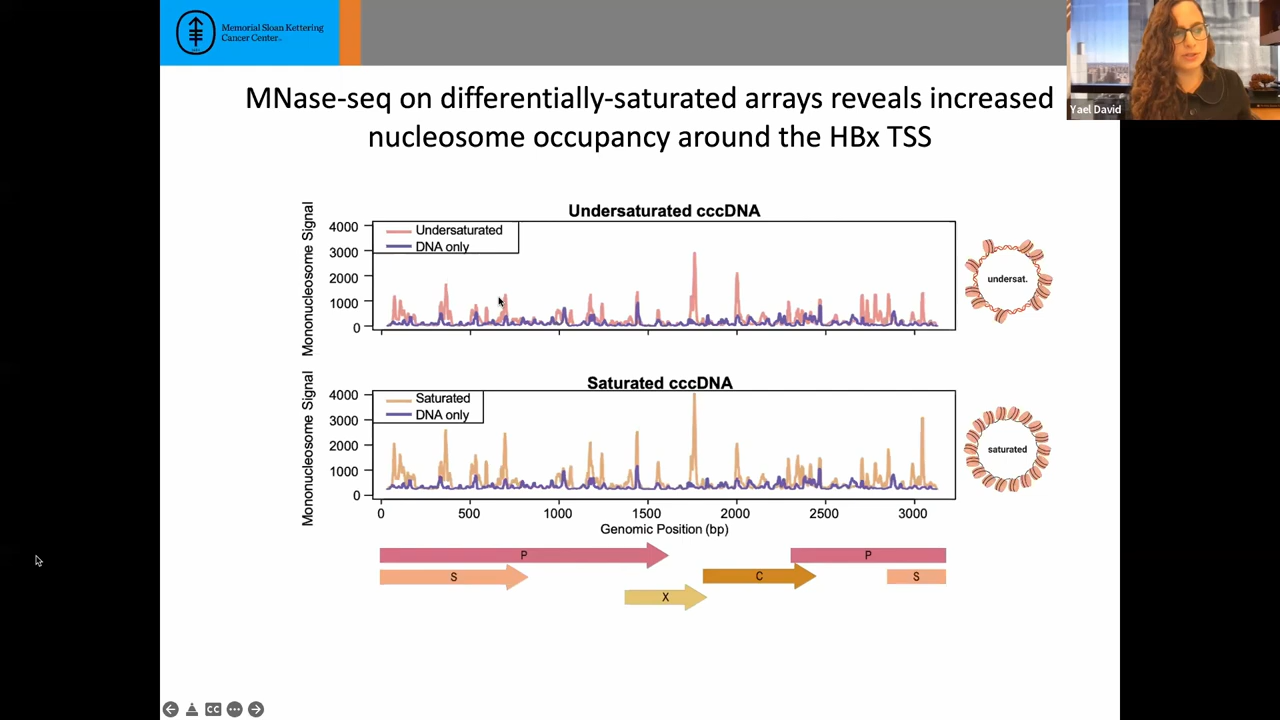 Memorial Sloan Kettering
Cancer Center
Yael David
MNase-seq on differentially-saturated arrays reveals increased
nucleosome occupancy around the HBx TSS
Undersaturated cccDNA
Mononucleosome Signal
4000
3000
2000
1000
0
Undersaturated
DNA only
undersat.
Saturated cccDNA
Mononucleosome Signal
4000
3000
2000
1000
0
Saturated
DNA only
saturated
0 500 1000 1500 2000 2500 3000
Genomic Position (bp)
P P
S C S
X
CC